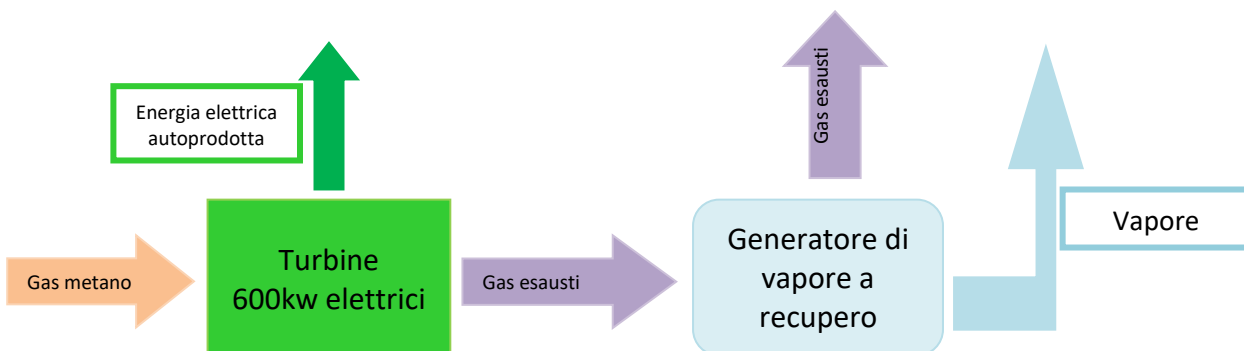 Energia elettrica
autoprodotta
Gas esausti
Vapore
Gas metano
Turbine
600kw elettrici
Gas esausti
Generatore di
vapore a
recupero